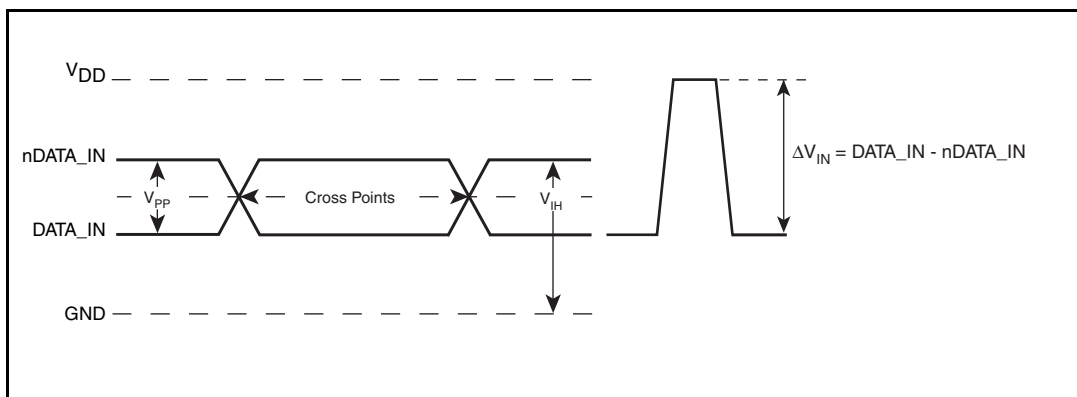 VDD
nDATA_IN
VPP
Cross Points
VIH
DATA_IN
GND
ΔVIN = DATA_IN - nDATA_IN